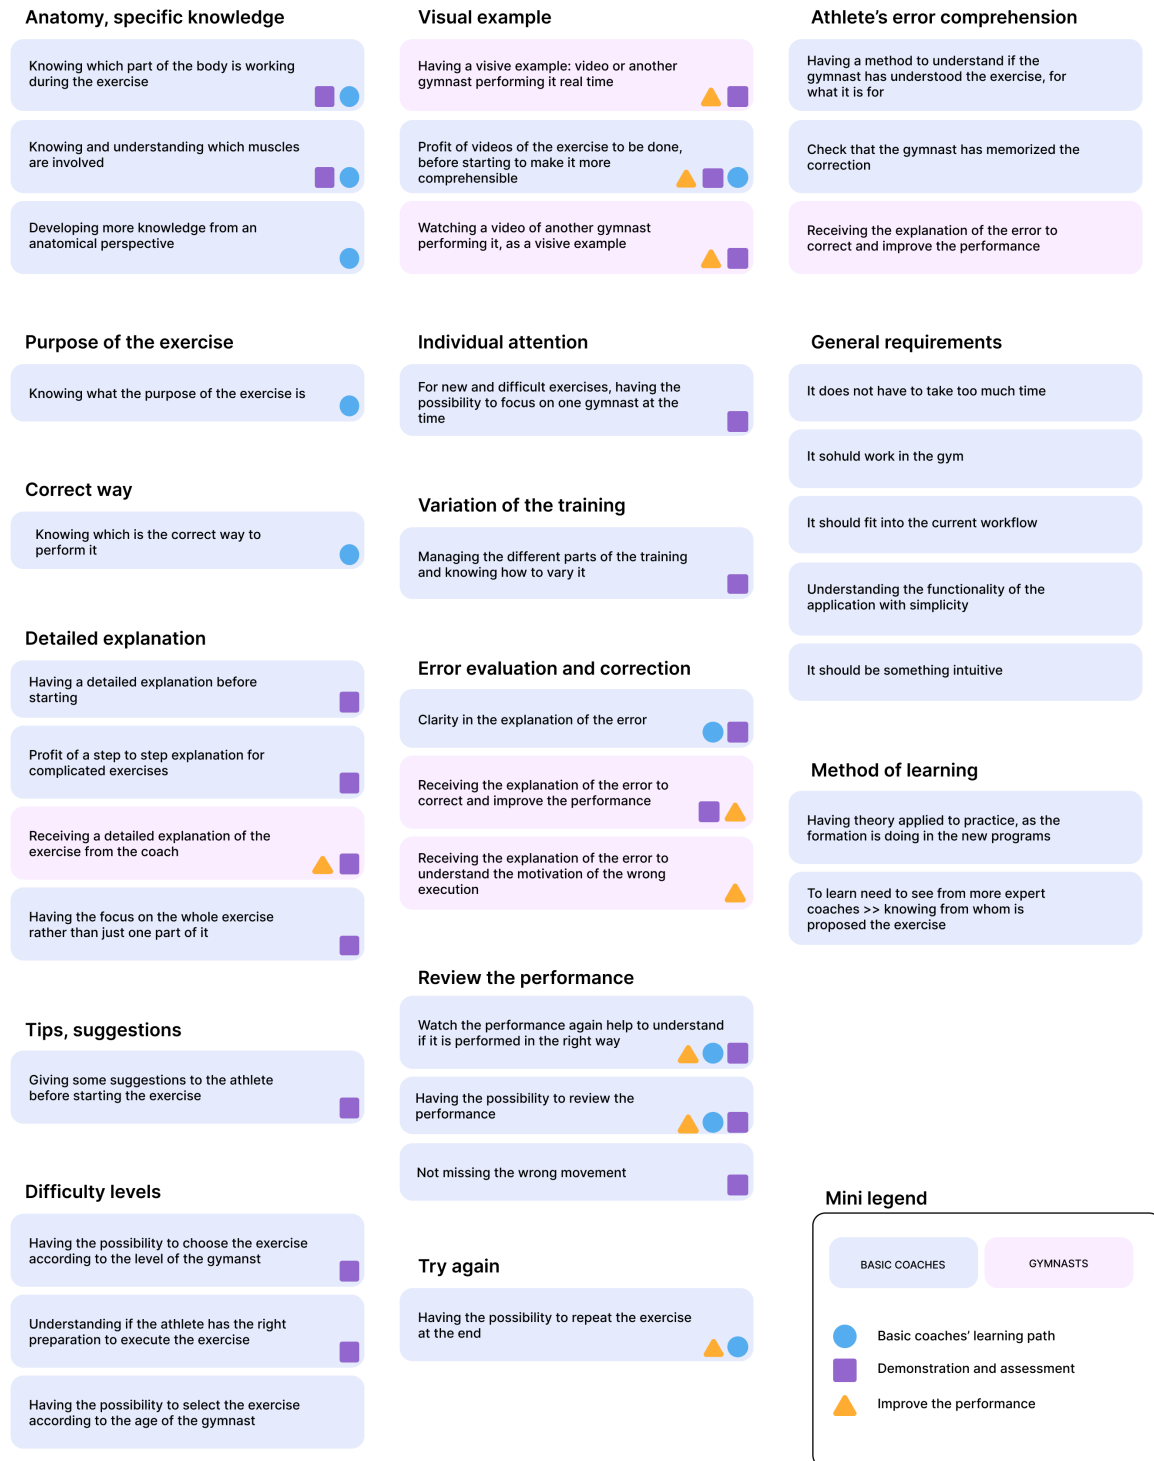 Anatomy, specific knowledge
Knowing which part of the body is working
during the exercise
Knowing and understanding which muscles
are involved
Developing more knowledge from an
anatomical perspective
Purpose of the exercise
Knowing what the purpose of the exercise is
Correct way
Knowing which is the correct way to
perform it
Detailed explanation
Having a detailed explanation before
starting
Profit of a step to step explanation for
complicated exercises
Receiving a detailed explanation of the
exercise from the coach
Having the focus on the whole exercise
rather than just one part of it
Tips, suggestions
Giving some suggestions to the athlete
before starting the exercise
Difficulty levels
Having the possibility to choose the exercise
according to the level of the gymanst
Understanding if the athlete has the right
preparation to execute the exercise
Having the possibility to select the exercise
according to the age of the gymnast
Visual example
Having a visive example: video or another
gymnast performing it real time
Profit of videos of the exercise to be done,
before starting to make it more
comprehensible
Watching a video of another gymnast
performing it, as a visive example
Individual attention
For new and difficult exercises, having the
possibility to focus on one gymnast at the
time
Variation of the training
Managing the different parts of the training
and knowing how to vary it
Error evaluation and correction
Clarity in the explanation of the error
Receiving the explanation of the error to
correct and improve the performance
Receiving the explanation of the error to
understand the motivation of the wrong
execution
Review the performance
Watch the performance again help to understand
if it is performed in the right way
Having the possibility to review the
performance
Not missing the wrong movement
Try again
Having the possibility to repeat the exercise
at the end
Athlete’s error comprehension
Having a method to understand if the
gymnast has understood the exercise, for
what it is for
Check that the gymnast has memorized the
correction
Receiving the explanation of the error to
correct and improve the performance
General requirements
It does not have to take too much time
It sohuld work in the gym
It should fit into the current workflow
Understanding the functionality of the
application with simplicity
It should be something intuitive
Method of learning
Having theory applied to practice, as the
formation is doing in the new programs
To learn need to see from more expert
coaches >> knowing from whom is
proposed the exercise
Mini legend
BASIC COACHES
GYMNASTS
Basic coaches’ learning path
Demonstration and assessment
Improve the performance